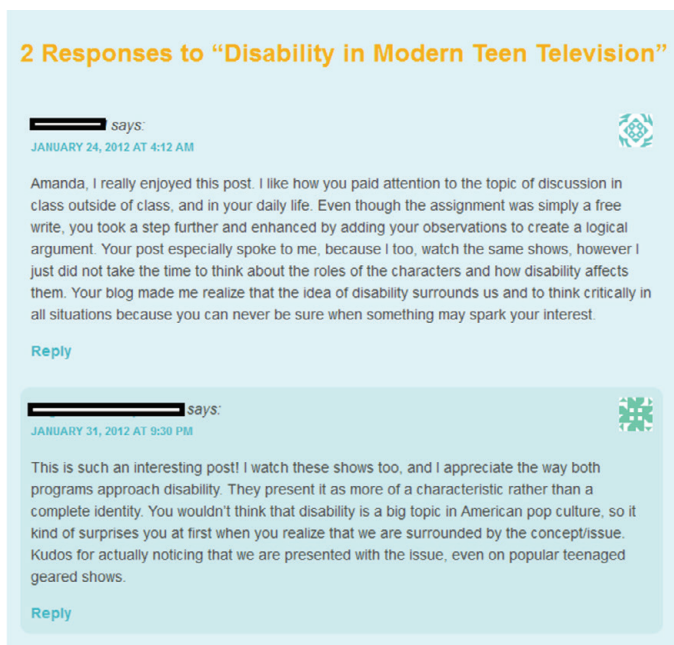 2 Responses to “Disability in Modern Teen Television”
says:
JANUARY 24, 2012 AT 4:12 AM
Amanda, I really enjoyed this post. I like how you paid attention to the topic of discussion in
class outside of class, and in your daily life. Even though the assignment was simply a free
write, you took a step further and enhanced by adding your observations to create a logical
argument. Your post especially spoke to me, because I too, watch the same shows, however I
just did not take the time to think about the roles of the characters and how disability affects
them. Your blog made me realize that the idea of disability surrounds us and to think critically in
all situations because you can never be sure when something may spark your interest.
Reply
says:
JANUARY 31, 2012 AT 9:30 PM
This is such an interesting post! I watch these shows too, and I appreciate the way both
programs approach disability. They present it as more of a characteristic rather than a
complete identity. You wouldn’t think that disability is a big topic in American pop culture, so it
kind of surprises you at first when you realize that we are surrounded by the concept/issue.
Kudos for actually noticing that we are presented with the issue, even on popular teenaged
geared shows.
Reply